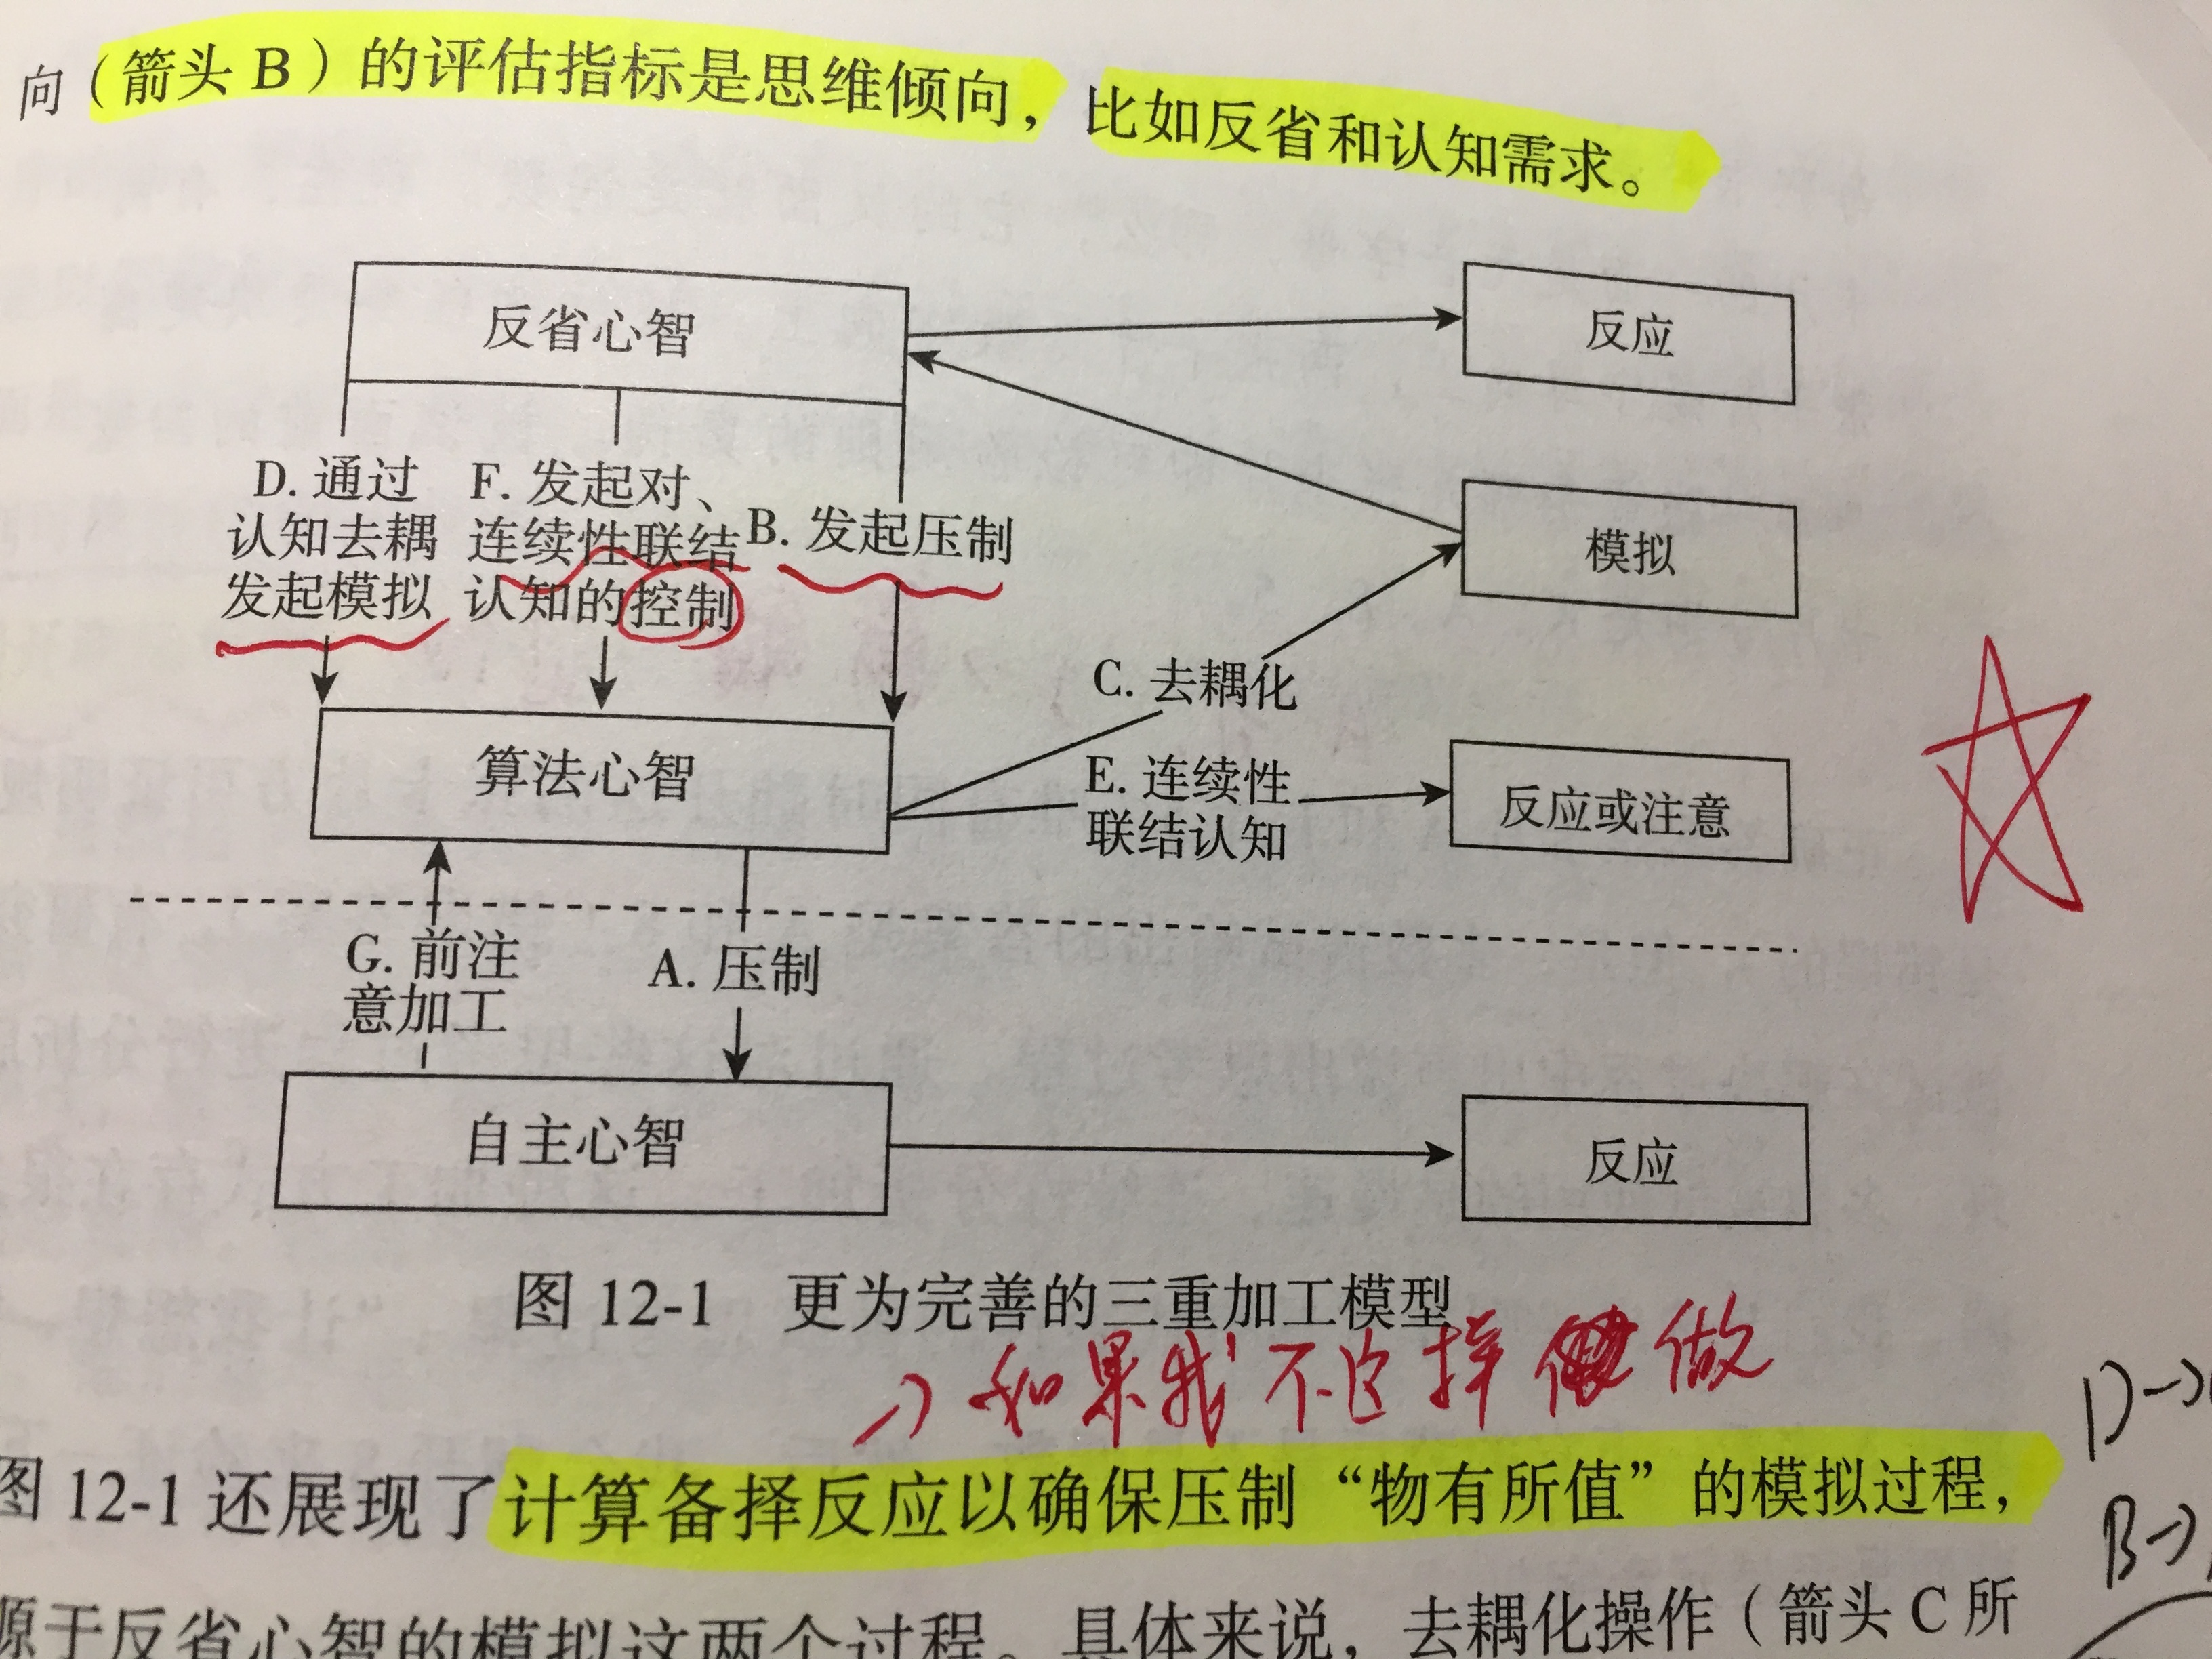 向（箭头 B）的评估指标是思维倾向，比如反省和认知需求。
反省心智
反应
D. 通过
认知去耦
发起模拟
F. 发起对、
连续性联结
认知的控制
B. 发起压制
模拟
C. 去耦化
算法心智
E. 连续性
联结认知
反应或注意
G. 前注
意加工
A. 压制
自主心智
反应
图 12-1 更为完善的三重加工模型
→如果我不这样做
图 12-1 还展现了计算备择反应以确保压制“物有所值”的模拟过程，
D→
B→
源于反省心智的模拟这两个过程。具体来说，去耦化操作（箭头 C 所